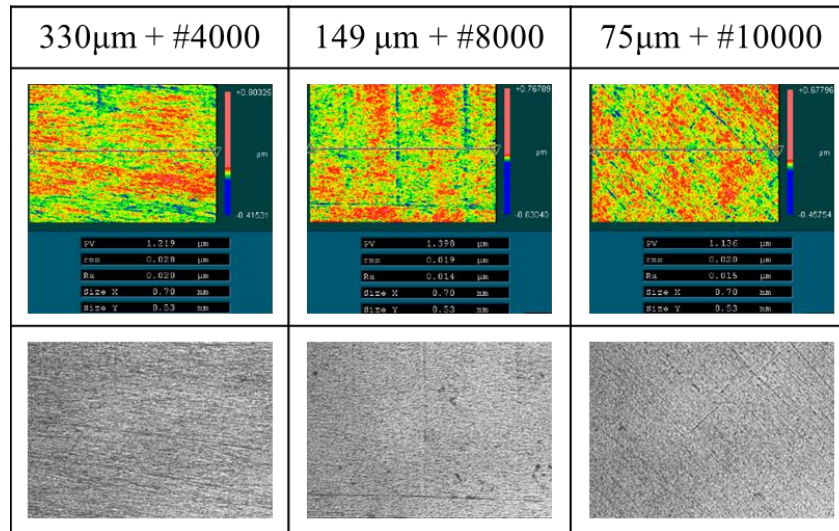 330μm + #4000
149 μm + #8000
75μm + #10000
+0.80325
μm
-0.41531
PV 1.219 μm
rms 0.028 μm
Ra 0.020 μm
Size X 0.70 mm
Size Y 0.53 mm
+0.76789
μm
-0.63040
PV 1.398 μm
rms 0.019 μm
Ra 0.014 μm
Size X 0.70 mm
Size Y 0.53 mm
+0.67796
μm
-0.45754
PV 1.136 μm
rms 0.020 μm
Ra 0.015 μm
Size X 0.70 mm
Size Y 0.53 mm